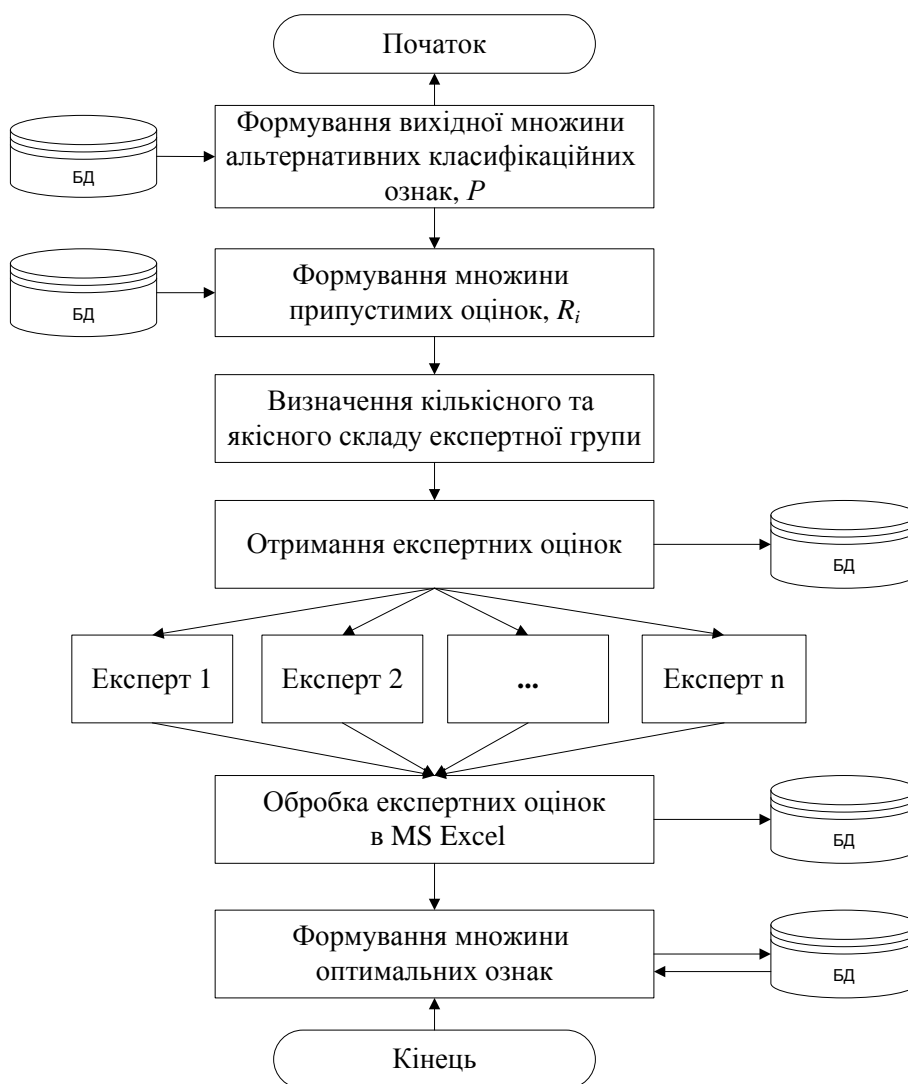 Початок
Формування вихідної множини
альтернативних класифікаційних
ознак, P
БД
Формування множини
припустимих оцінок, Ri
БД
Визначення кількісного та
якісного складу експертної групи
Отримання експертних оцінок
БД
Експерт 1
Експерт 2
...
Експерт n
Обробка експертних оцінок
в MS Excel
БД
Формування множини
оптимальних ознак
БД
Кінець